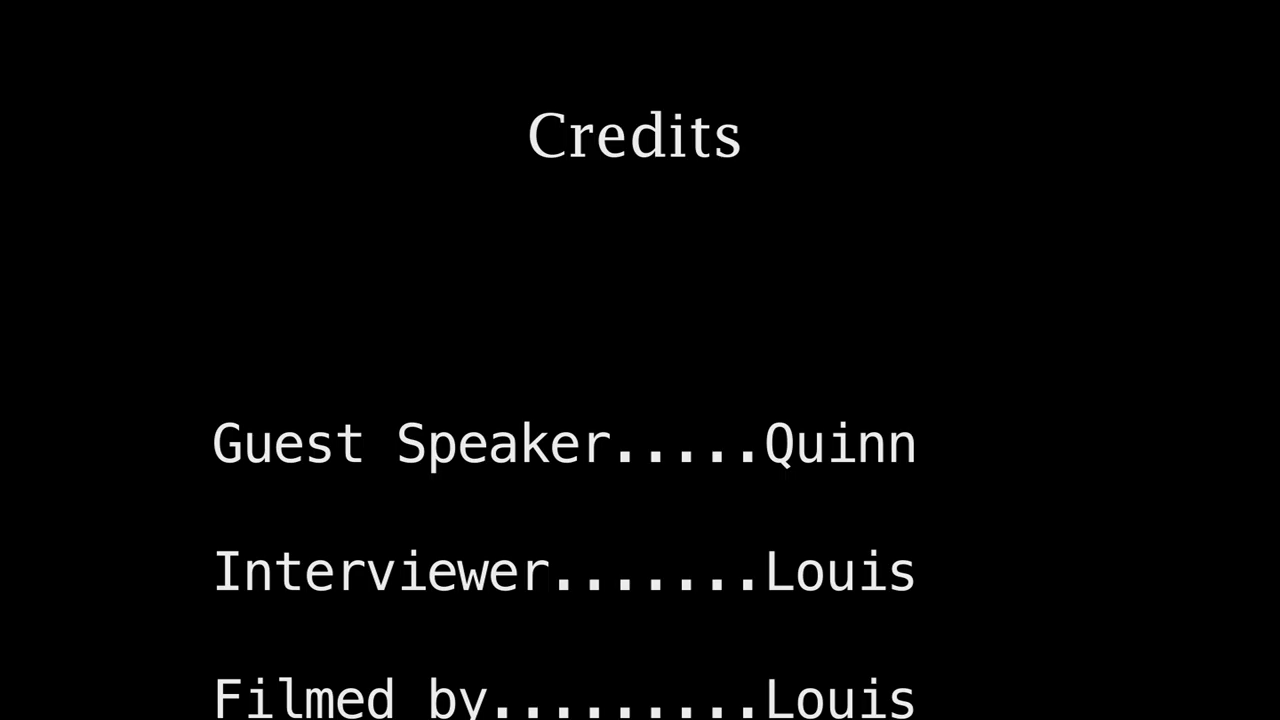 Credits
Guest Speaker.....Quinn
Interviewer.......Louis
Filmed by.........Louis